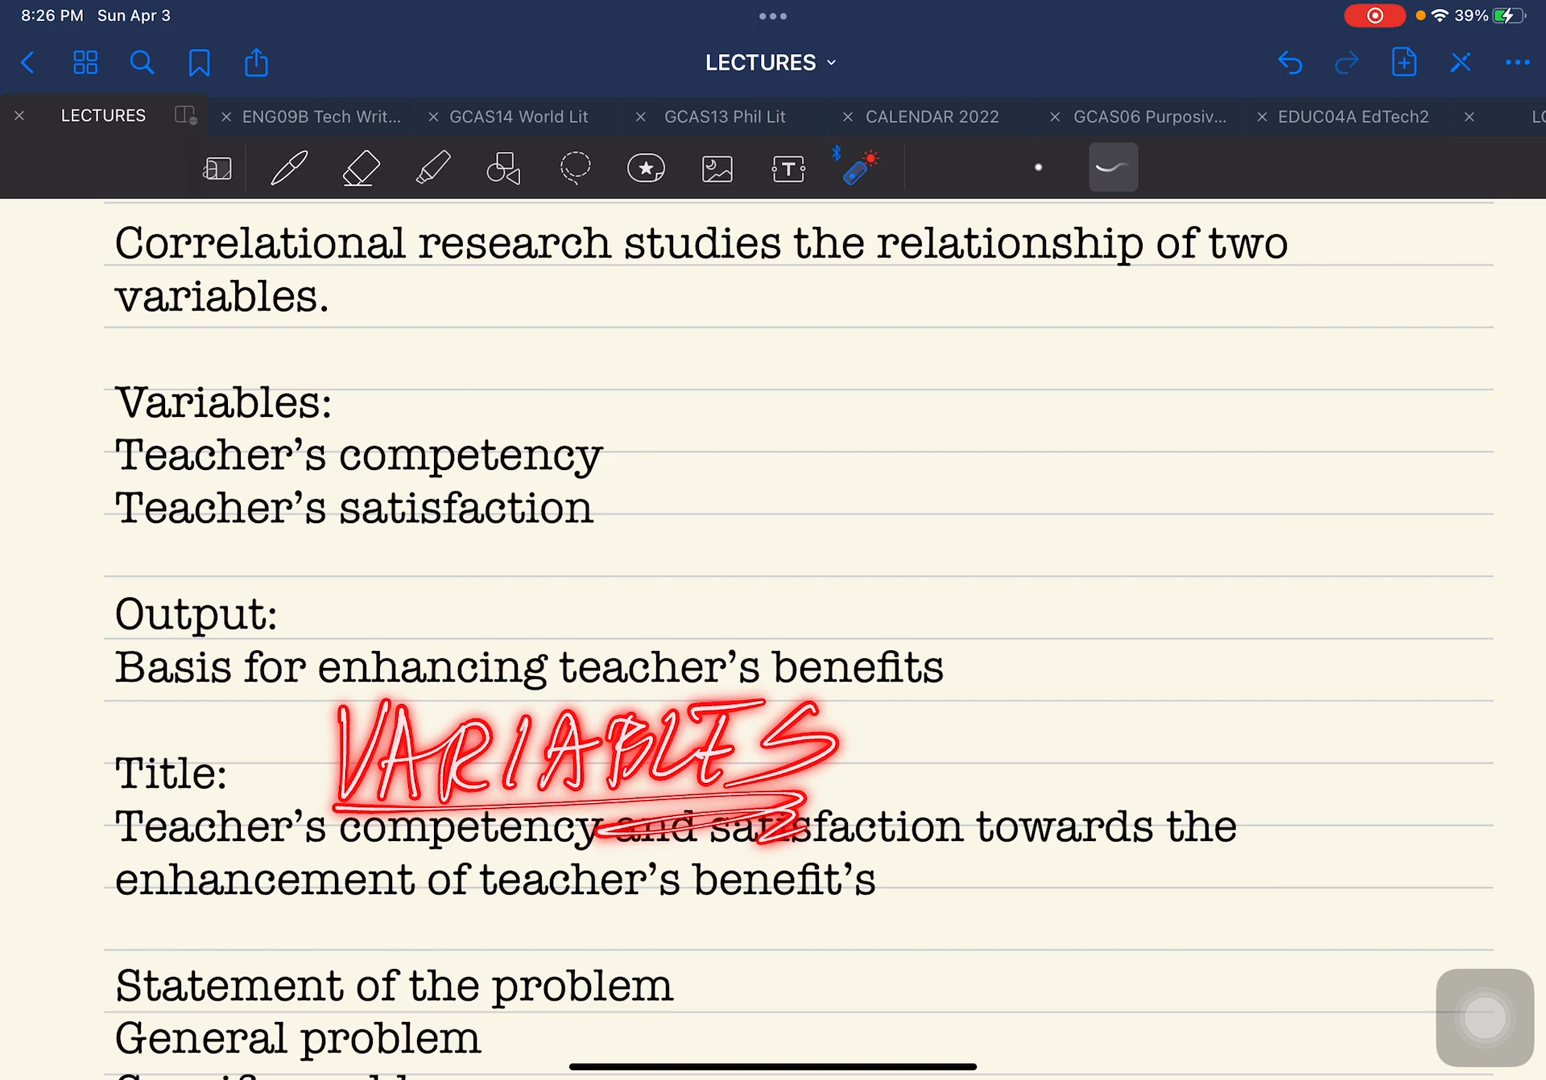 8:26 PM Sun Apr 3
39%
LECTURES
LECTURES
ENG09B Tech Writ...
GCAS14 World Lit
GCAS13 Phil Lit
CALENDAR 2022
GCAS06 Purposiv...
EDUC04A EdTech2
Correlational research studies the relationship of two
variables.
Variables:
Teacher's competency
Teacher's satisfaction
Output:
Basis for enhancing teacher's benefits
VARIABLES
Title:
Teacher's competency and satisfaction towards the
enhancement of teacher's benefit's
Statement of the problem
General problem